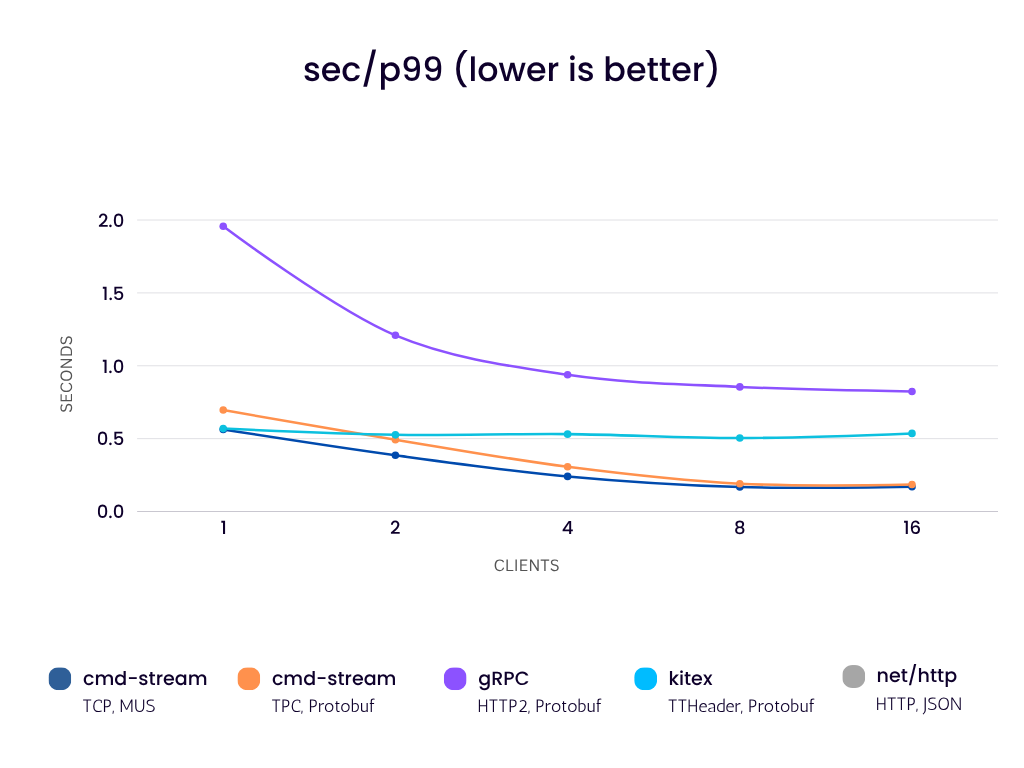 sec/p99 (lower is better)
2.0
1.5
1.0
0.5
0.0
SECONDS
1 2 4 8 16
CLIENTS
cmd-stream cmd-stream gRPC kitex net/http
TCP, MUS TPC, Protobuf HTTP2, Protobuf TTHeader, Protobuf HTTP, JSON